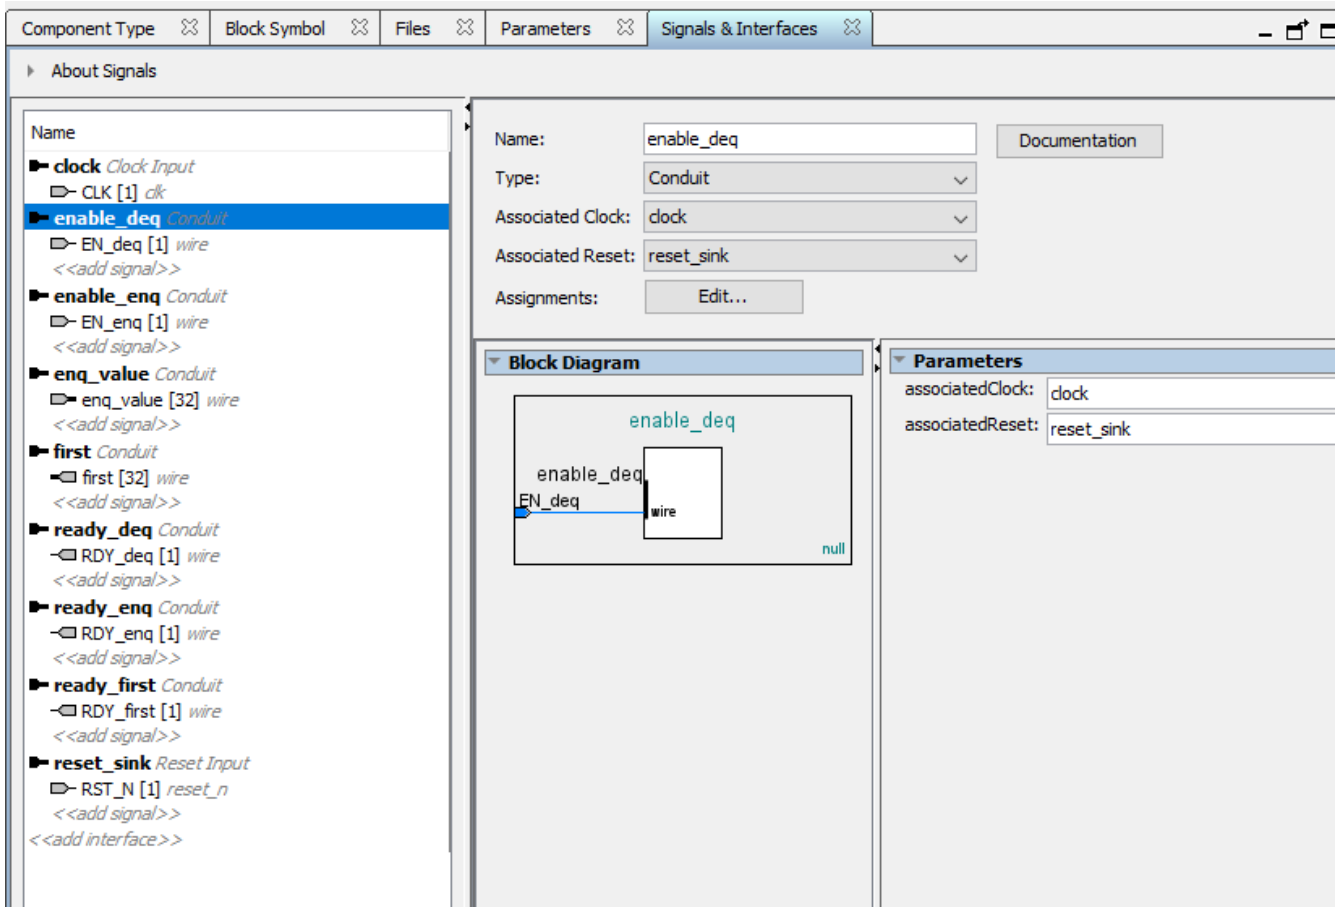 Component Type Block Symbol Files Parameters Signals & Interfaces
About Signals
Name
clock Clock Input
CLK [1] clk
enable_deq Conduit
EN_deq [1] wire
<<add signal>>
enable_enq Conduit
EN_enq [1] wire
<<add signal>>
enq_value Conduit
enq_value [32] wire
<<add signal>>
first Conduit
first [32] wire
<<add signal>>
ready_deq Conduit
RDY_deq [1] wire
<<add signal>>
ready_enq Conduit
RDY_enq [1] wire
<<add signal>>
ready_first Conduit
RDY_first [1] wire
<<add signal>>
reset_sink Reset Input
RST_N [1] reset_n
<<add signal>>
<<add interface>>
Name: enable_deq Documentation
Type: Conduit
Associated Clock: clock
Associated Reset: reset_sink
Assignments: Edit...
Block Diagram
enable_deq
enable_deq
EN_deq
wire
null
Parameters
associatedClock: clock
associatedReset: reset_sink